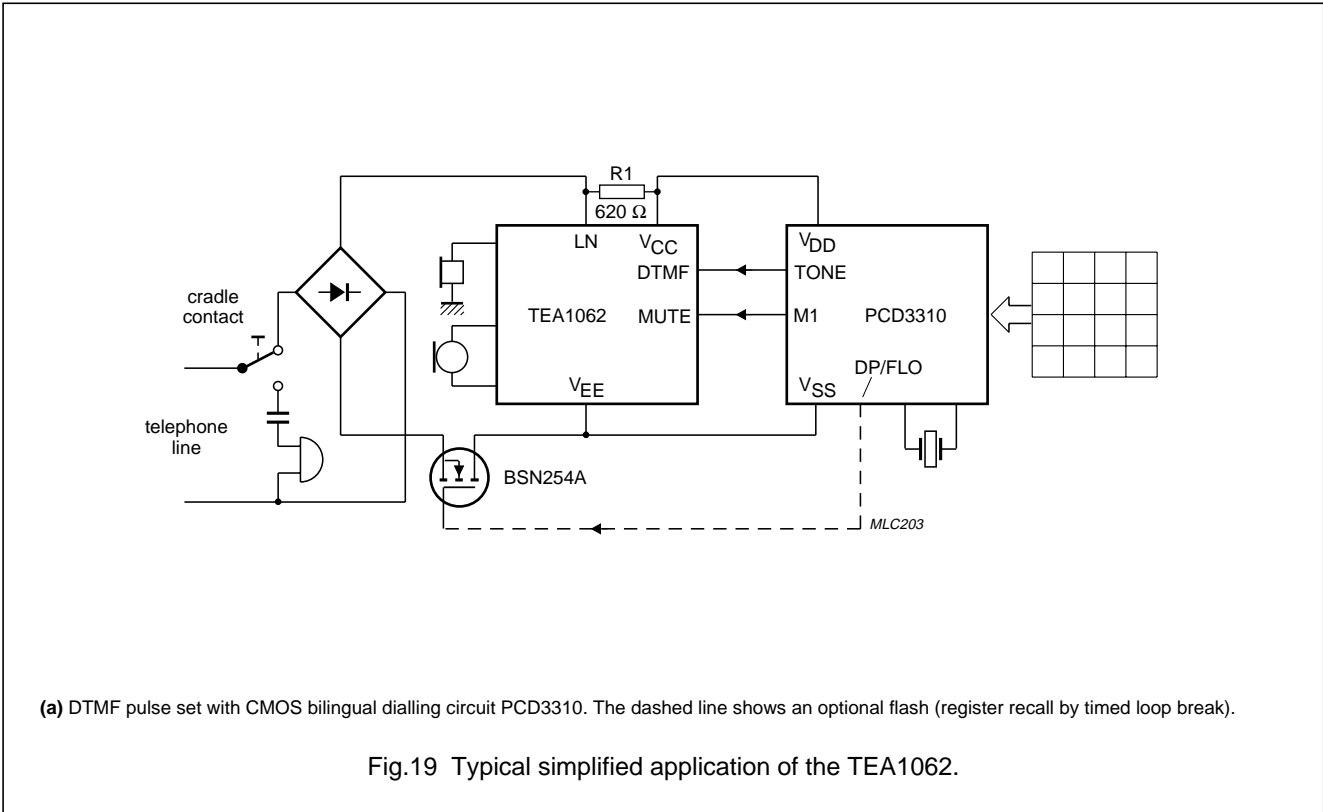 R1
620 Ω
LN
VCC
VDD
DTMF
TONE
cradle
contact
TEA1062
MUTE
M1
PCD3310
VEE
VSS
DP/FLO
telephone
line
BSN254A
MLC203
(a) DTMF pulse set with CMOS bilingual dialling circuit PCD3310. The dashed line shows an optional flash (register recall by timed loop break).
Fig.19 Typical simplified application of the TEA1062.